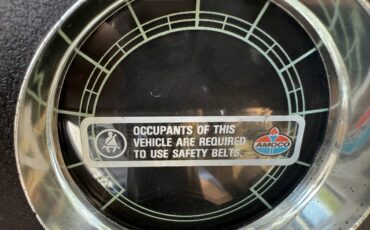 OCCUPANTS OF THIS
VEHICLE ARE REQUIRED
TO USE SAFETY BELTS.
AMOCO